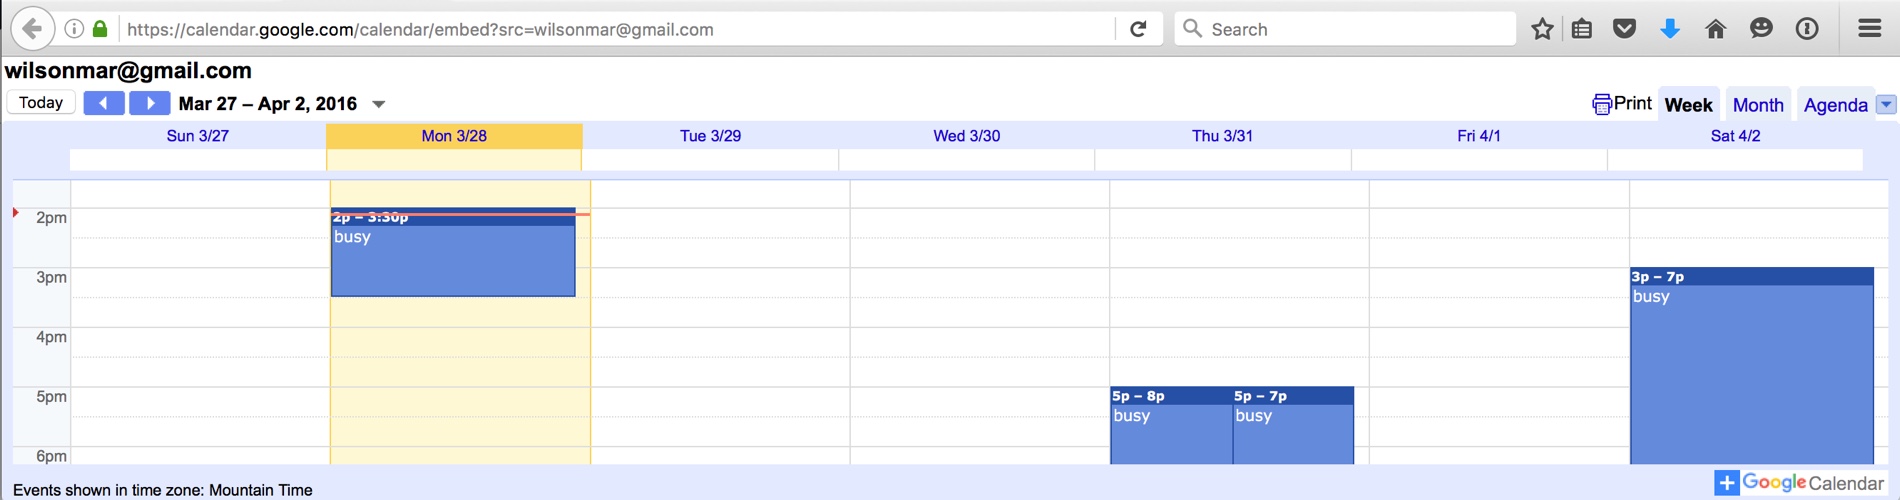 https://calendar.google.com/calendar/embed?src=wilsonmar@gmail.com Search
wilsonmar@gmail.com
Today Mar 27 – Apr 2, 2016 Print Week Month Agenda
Sun 3/27 Mon 3/28 Tue 3/29 Wed 3/30 Thu 3/31 Fri 4/1 Sat 4/2
2pm 2p – 3:30p
busy
3pm 3p – 7p
busy
4pm
5pm 5p – 8p 5p – 7p
busy busy
6pm
Events shown in time zone: Mountain Time Google Calendar